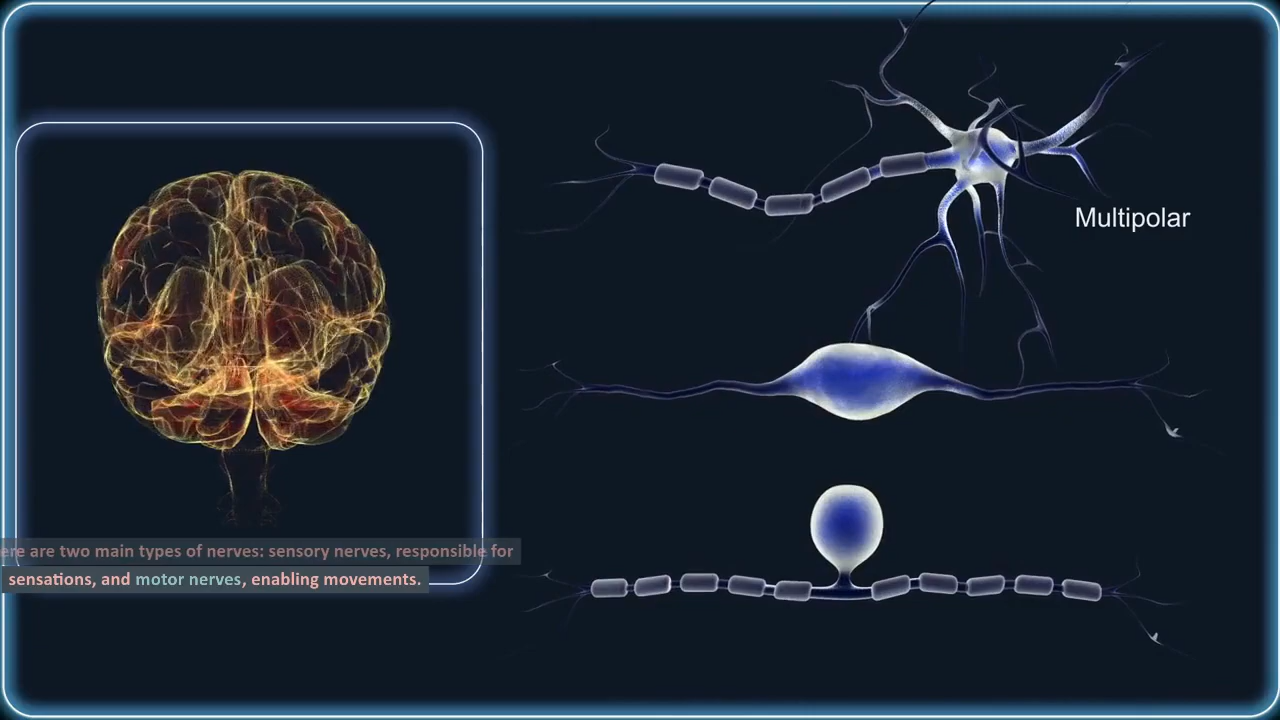 Multipolar
ere are two main types of nerves: sensory nerves, responsible for
sensations, and motor nerves, enabling movements.